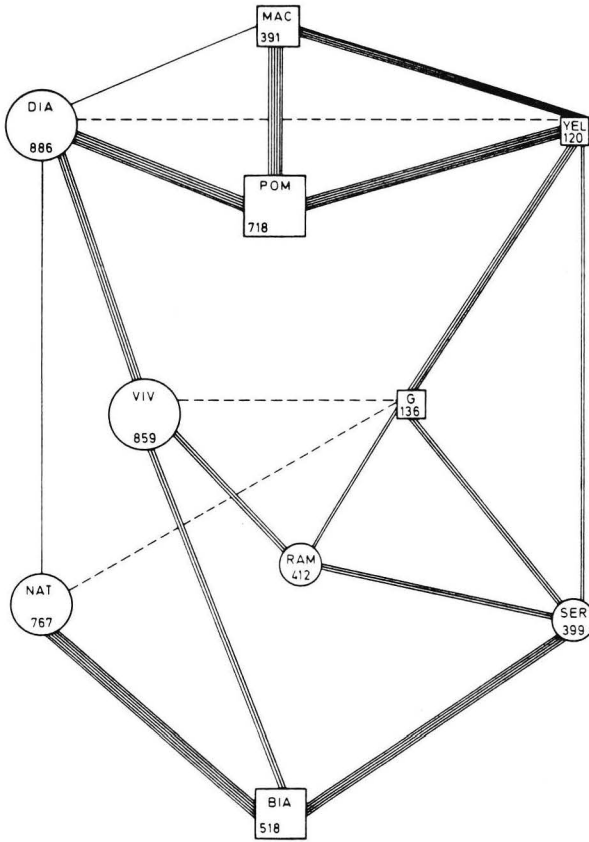 MAC
391
DIA
886
YEL
120
POM
718
VIV
859
G
136
RAM
412
NAT
767
SER
399
BIA
518